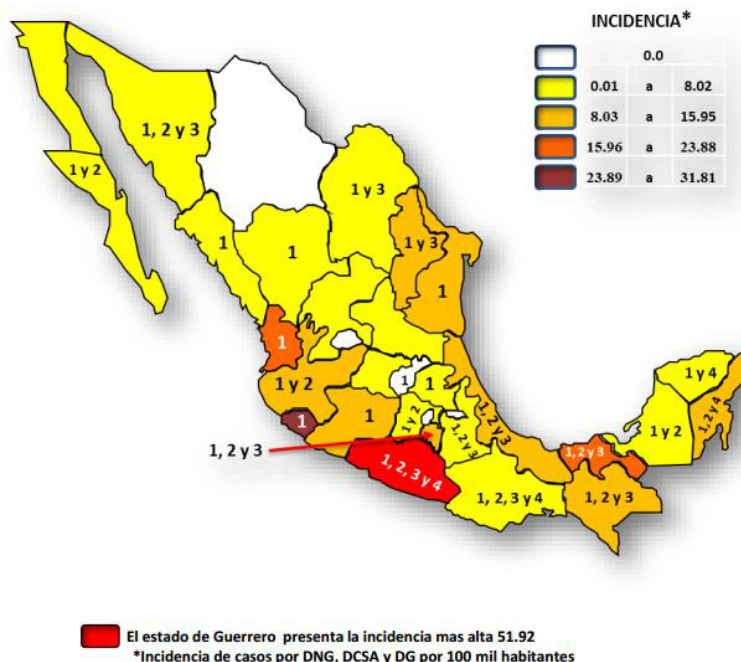 INCIDENCIA*
0.0
0.01 a 8.02
8.03 a 15.95
15.96 a 23.88
23.89 a 31.81
1, 2 y 3
1 y 2
1 y 3
1
1
1 y 3
1
1
1 y 2
1
1
1
1
1 y 2
1, 2 y 3
1, 2 y 3
1, 2 y 3
1, 2, 3 y 4
1, 2, 3 y 4
1, 2 y 3
1, 2 y 3
1 y 4
1 y 2
1, 2 y 4
El estado de Guerrero presenta la incidencia mas alta 51.92
*Incidencia de casos por DNG, DCSA y DG por 100 mil habitantes